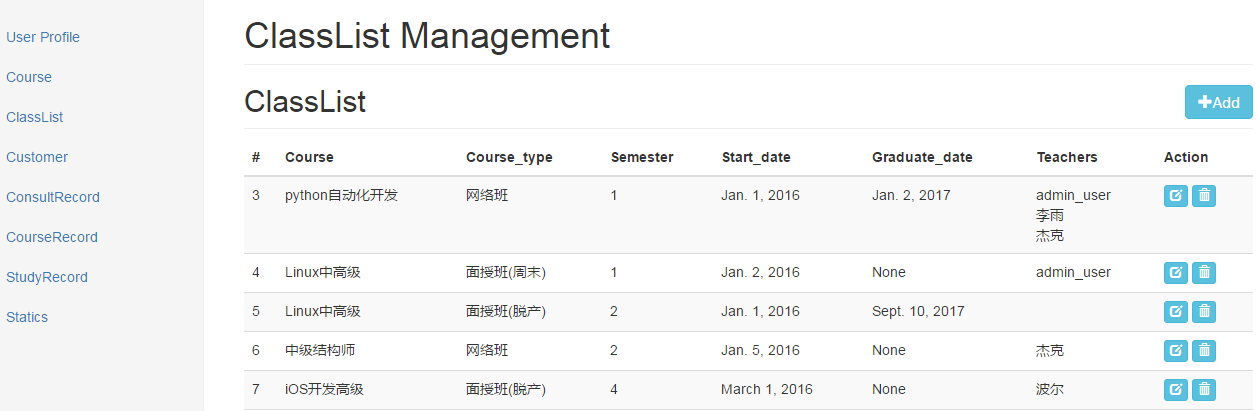 User Profile
Course
ClassList
Customer
ConsultRecord
CourseRecord
StudyRecord
Statics
ClassList Management
ClassList
Add
# Course Course_type Semester Start_date Graduate_date Teachers Action
3 python自动化开发 网络班 1 Jan. 1, 2016 Jan. 2, 2017 admin_user
李雨
杰克
4 Linux中高级 面授班(周末) 1 Jan. 2, 2016 None admin_user
5 Linux中高级 面授班(脱产) 2 Jan. 1, 2016 Sept. 10, 2017
6 中级结构师 网络班 2 Jan. 5, 2016 None 杰克
7 iOS开发高级 面授班(脱产) 4 March 1, 2016 None 波尔